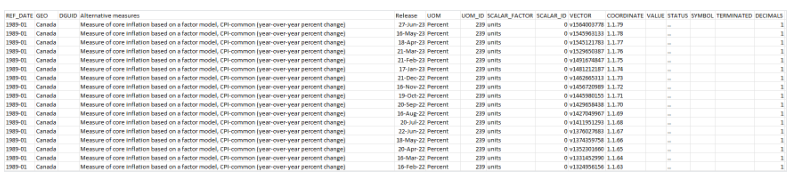 REF_DATE GEO DGUID Alternative measures Release UOM UOM_ID SCALAR_FACTOR SCALAR_ID VECTOR COORDINATE VALUE STATUS SYMBOL TERMINATED DECIMALS
1989-01 Canada Measure of core inflation based on a factor model, CPI-common (year-over-year percent change) 27-Jun-23 Percent 239 units 0 v1564003778 1.1.79 .. 1
1989-01 Canada Measure of core inflation based on a factor model, CPI-common (year-over-year percent change) 16-May-23 Percent 239 units 0 v1545963133 1.1.78 .. 1
1989-01 Canada Measure of core inflation based on a factor model, CPI-common (year-over-year percent change) 18-Apr-23 Percent 239 units 0 v1545121783 1.1.77 .. 1
1989-01 Canada Measure of core inflation based on a factor model, CPI-common (year-over-year percent change) 21-Mar-23 Percent 239 units 0 v1529650387 1.1.76 .. 1
1989-01 Canada Measure of core inflation based on a factor model, CPI-common (year-over-year percent change) 21-Feb-23 Percent 239 units 0 v1491674847 1.1.75 .. 1
1989-01 Canada Measure of core inflation based on a factor model, CPI-common (year-over-year percent change) 17-Jan-23 Percent 239 units 0 v1481212187 1.1.74 .. 1
1989-01 Canada Measure of core inflation based on a factor model, CPI-common (year-over-year percent change) 21-Dec-22 Percent 239 units 0 v1462665113 1.1.73 .. 1
1989-01 Canada Measure of core inflation based on a factor model, CPI-common (year-over-year percent change) 16-Nov-22 Percent 239 units 0 v1456720989 1.1.72 .. 1
1989-01 Canada Measure of core inflation based on a factor model, CPI-common (year-over-year percent change) 19-Oct-22 Percent 239 units 0 v1445980155 1.1.71 .. 1
1989-01 Canada Measure of core inflation based on a factor model, CPI-common (year-over-year percent change) 20-Sep-22 Percent 239 units 0 v1429658438 1.1.70 .. 1
1989-01 Canada Measure of core inflation based on a factor model, CPI-common (year-over-year percent change) 16-Aug-22 Percent 239 units 0 v1427049967 1.1.69 .. 1
1989-01 Canada Measure of core inflation based on a factor model, CPI-common (year-over-year percent change) 20-Jul-22 Percent 239 units 0 v1411951293 1.1.68 .. 1
1989-01 Canada Measure of core inflation based on a factor model, CPI-common (year-over-year percent change) 22-Jun-22 Percent 239 units 0 v1376027683 1.1.67 .. 1
1989-01 Canada Measure of core inflation based on a factor model, CPI-common (year-over-year percent change) 18-May-22 Percent 239 units 0 v1374359758 1.1.66 .. 1
1989-01 Canada Measure of core inflation based on a factor model, CPI-common (year-over-year percent change) 20-Apr-22 Percent 239 units 0 v1352301660 1.1.65 .. 1
1989-01 Canada Measure of core inflation based on a factor model, CPI-common (year-over-year percent change) 16-Mar-22 Percent 239 units 0 v1331452996 1.1.64 .. 1
1989-01 Canada Measure of core inflation based on a factor model, CPI-common (year-over-year percent change) 16-Feb-22 Percent 239 units 0 v1324956156 1.1.63 .. 1